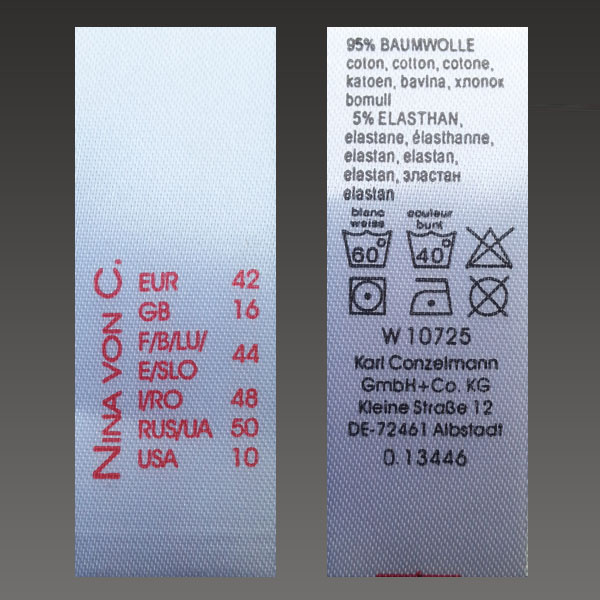 NINA VON C.
EUR 42
GB 16
F/B/LU/
E/SLO 44
I/RO 48
RUS/UA 50
USA 10
95% BAUMWOLLE
coton, cotton, cotone,
katoen, bavlna, хлопок
bomull
5% ELASTHAN,
elastane, élasthanne,
elastan, elastan,
elastan, эластан
elastan
blanc couleur
weiss bunt
60° 40°
W 10725
Karl Conzelmann
GmbH+Co. KG
Kleine Straße 12
DE-72461 Albstadt
0. 13446